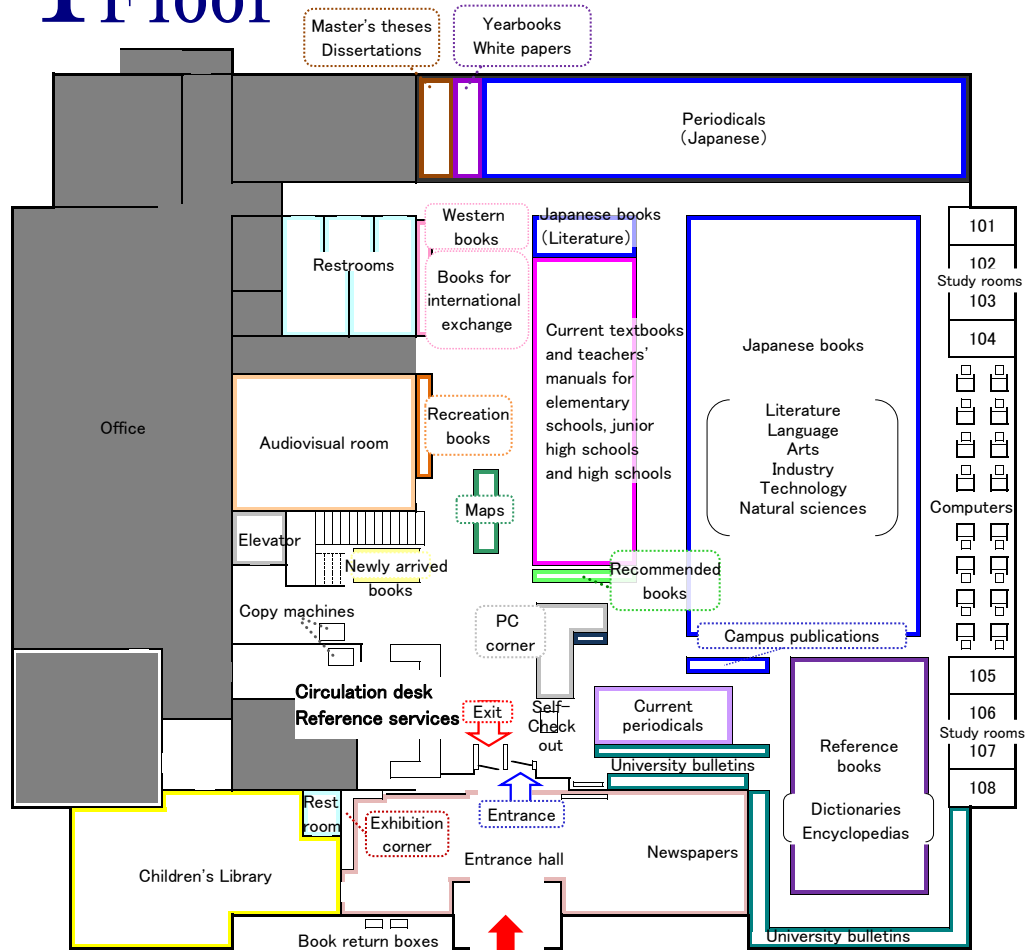 1 Floor
Master's theses
Dissertations
Yearbooks
White papers
Periodicals
（Japanese）
Western
books
Japanese books
（Literature）
101
102
Study rooms
103
104
Restrooms
Books for
international
exchange
Current textbooks
and teachers'
manuals for
elementary
schools, junior
high schools
and high schools
Japanese books
Literature
Language
Arts
Industry
Technology
Natural sciences
Office
Audiovisual room
Recreation
books
Maps
Computers
Elevator
Newly arrived
books
Recommended
books
Copy machines
PC
corner
Campus publications
Circulation desk
Reference services
Exit
Self-
Check
out
Current
periodicals
105
106
Study rooms
107
108
University bulletins
Reference
books
Dictionaries
Encyclopedias
Rest
room
Exhibition
corner
Entrance
Entrance hall
Newspapers
Children's Library
Book return boxes
University bulletins